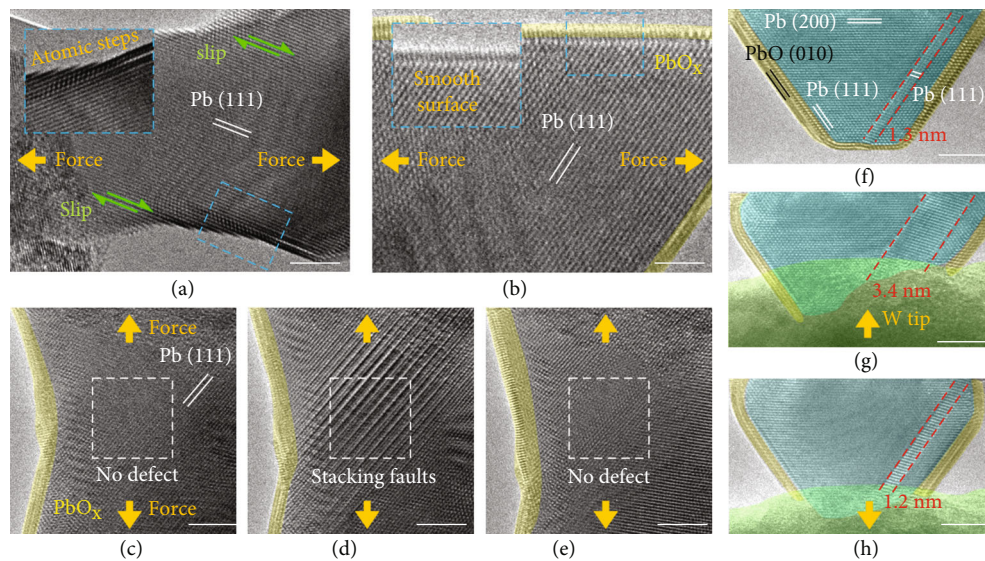 Atomic steps
slip
Pb (111)
Force
Force
Slip
(a)
PbOx
Smooth
surface
Pb (111)
Force
Force
(b)
Force
Pb (111)
No defect
PbOx
Force
(c)
Stacking faults
(d)
No defect
(e)
Pb (200)
PbO (010)
Pb (111)
Pb (111)
1.3 nm
(f)
3.4 nm
W tip
(g)
1.2 nm
(h)